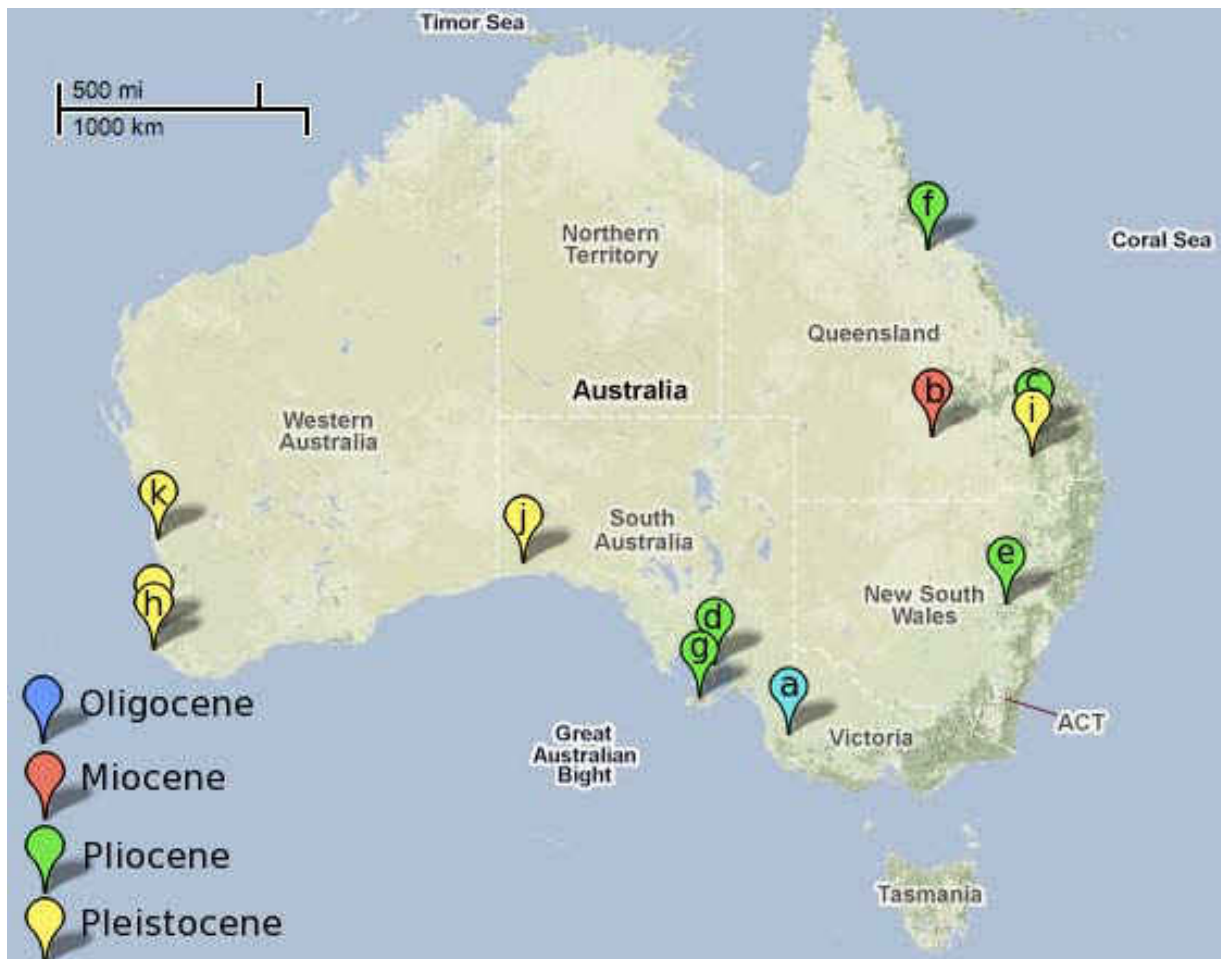 Timor Sea
500 mi
1000 km
f
Northern
Territory
Coral Sea
Queensland
Australia
b
c
i
Western
Australia
k
j
South
Australia
e
h
New South
Wales
d
g
a
Oligocene
ACT
Great
Australian
Bight
Victoria
Miocene
Pliocene
Tasmania
Pleistocene